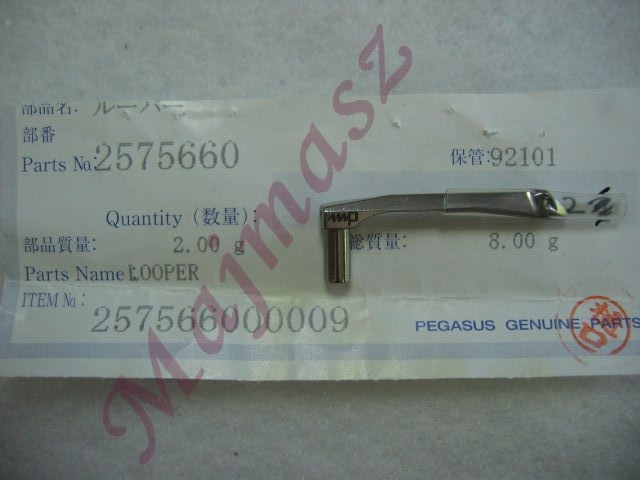 部品名: ルーパー
部番
Parts No.:2575660
保管:92101
Quantity (数量):
部品質量: 2.00 g
総質量: 8.00 g
Parts Name LOOPER
ITEM No.:
257566000009
PEGASUS GENUINE PARTS
Majmasz